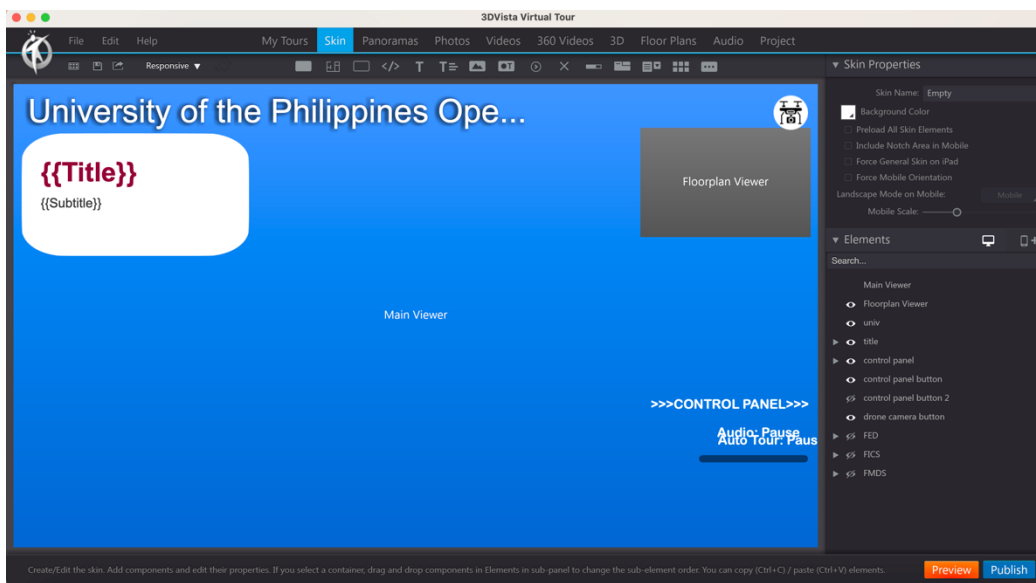 3DVista Virtual Tour
File Edit Help My Tours Skin Panoramas Photos Videos 360 Videos 3D Floor Plans Audio Project
Responsive ▼
Skin Properties
Skin Name: Empty
Background Color
Preload All Skin Elements
Include Notch Area in Mobile
Force General Skin on iPad
Force Mobile Orientation
Landscape Mode on Mobile: Mobile
Mobile Scale:
University of the Philippines Ope...
{{Title}}
{{Subtitle}}
Floorplan Viewer
Main Viewer
>>>CONTROL PANEL>>>
Audio: Pause
Auto Tour: Paus
Elements
Search...
Main Viewer
Floorplan Viewer
univ
title
control panel
control panel button
control panel button 2
drone camera button
FED
FICS
FMDS
Create/Edit the skin. Add components and edit their properties. If you select a container, drag and drop components in Elements in sub-panel to change the sub-element order. You can copy (Ctrl+C) / paste (Ctrl+V) elements.
Preview Publish